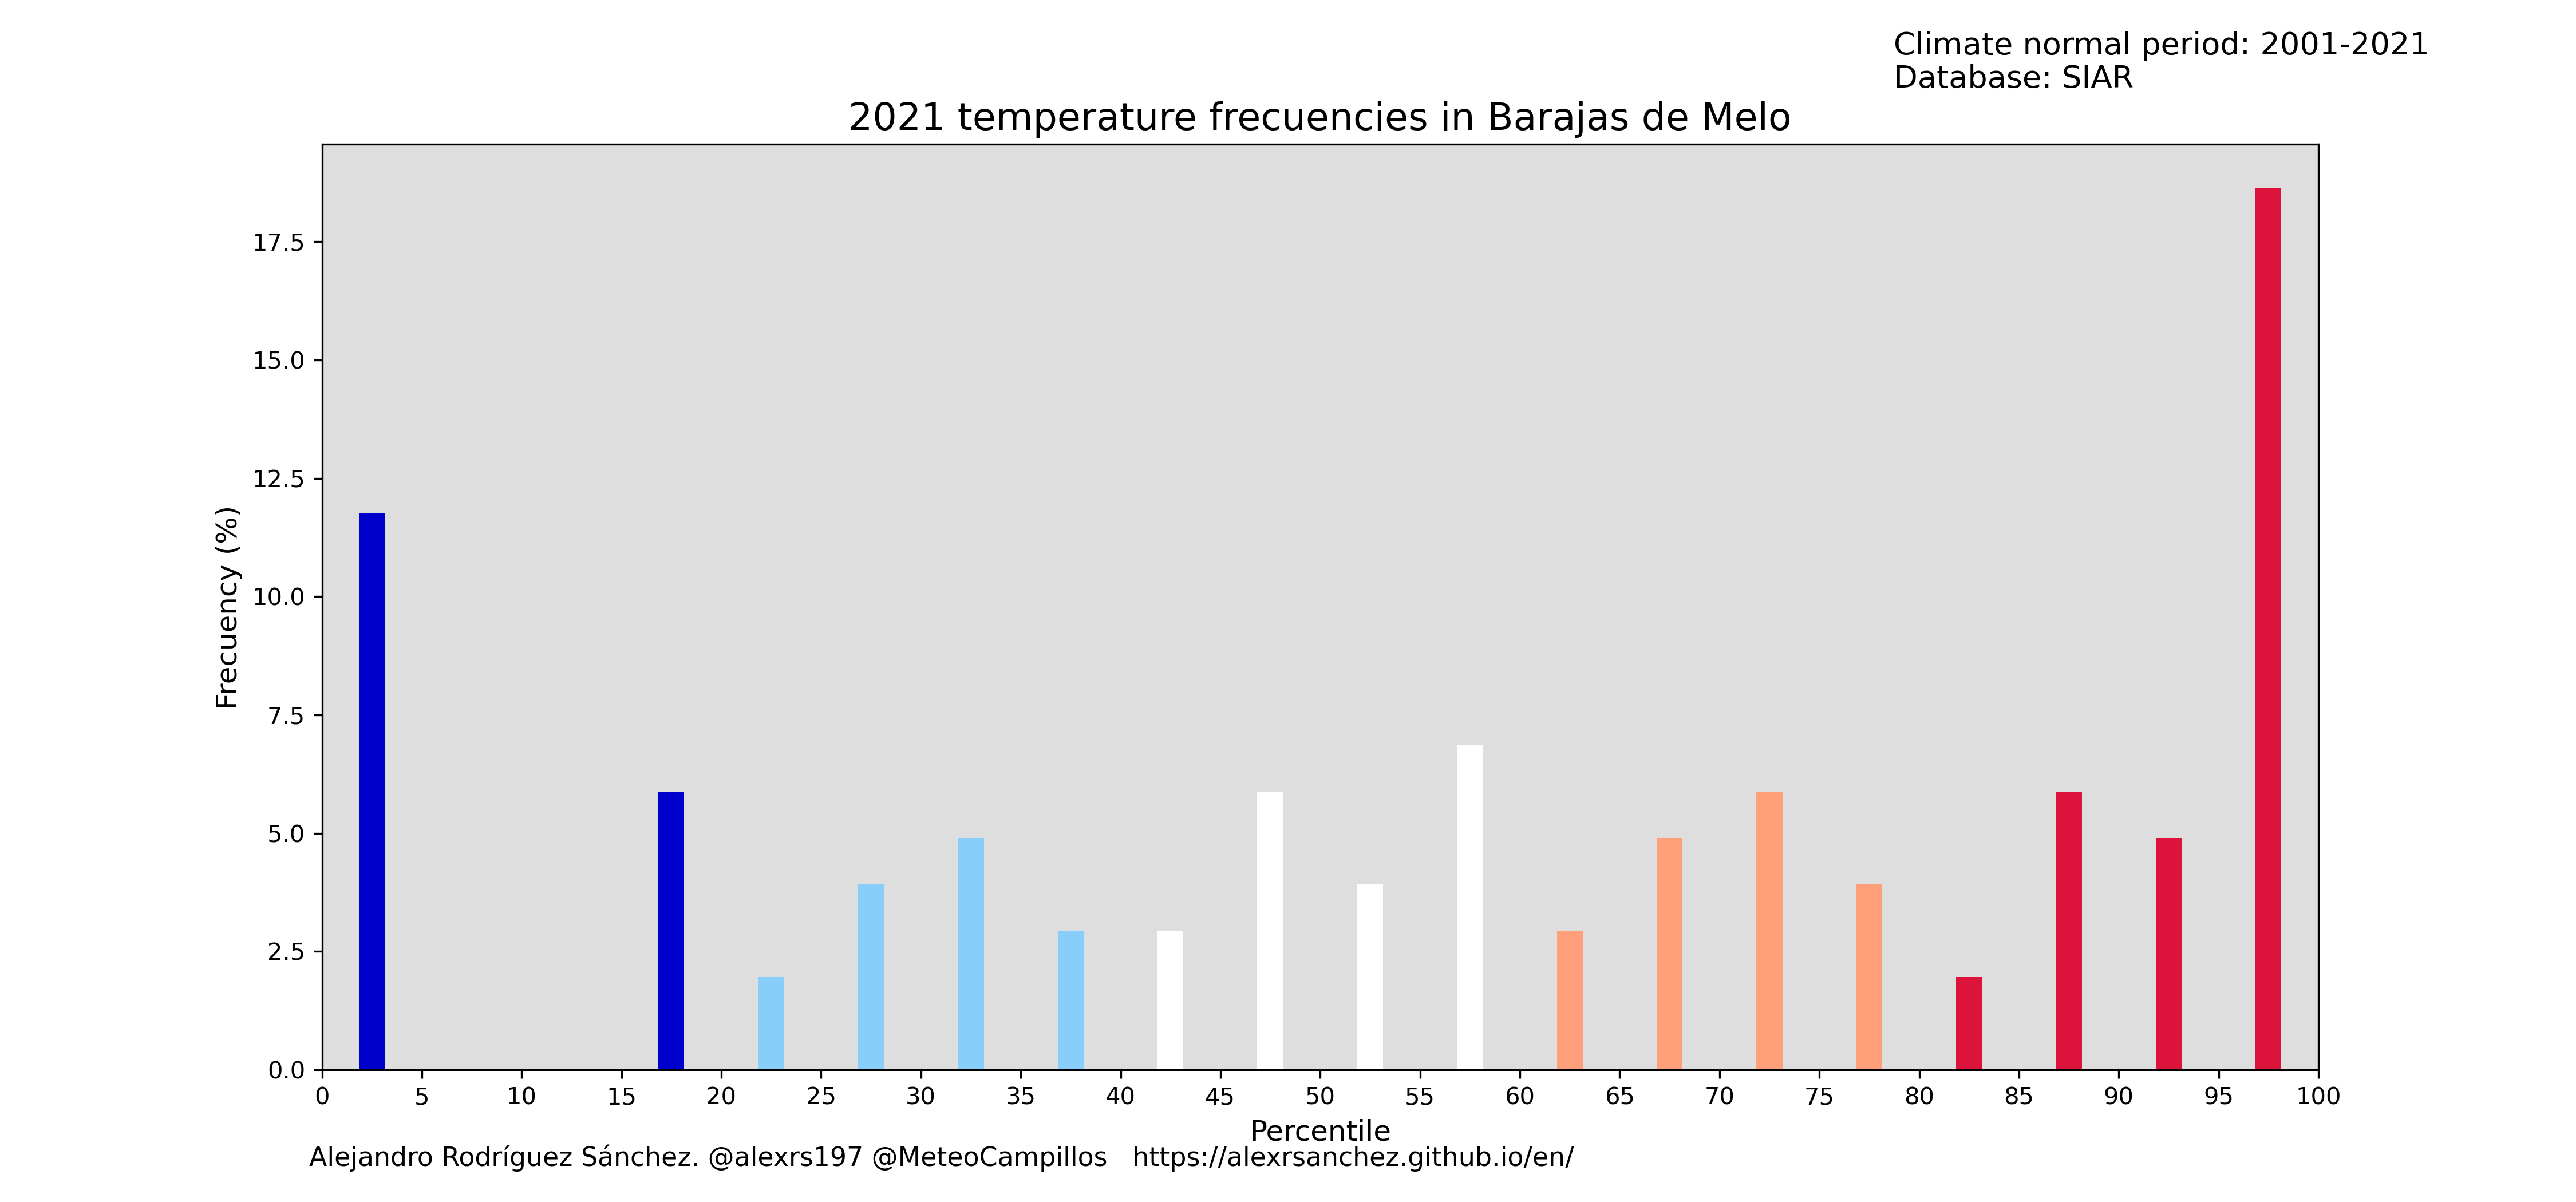 Climate normal period: 2001-2021
Database: SIAR
2021 temperature frecuencies in Barajas de Melo
17.5
15.0
12.5
10.0
7.5
5.0
2.5
0.0
Frecuency (%)
0 5 10 15 20 25 30 35 40 45 50 55 60 65 70 75 80 85 90 95 100
Percentile
Alejandro Rodríguez Sánchez. @alexrs197 @MeteoCampillos https://alexrsanchez.github.io/en/